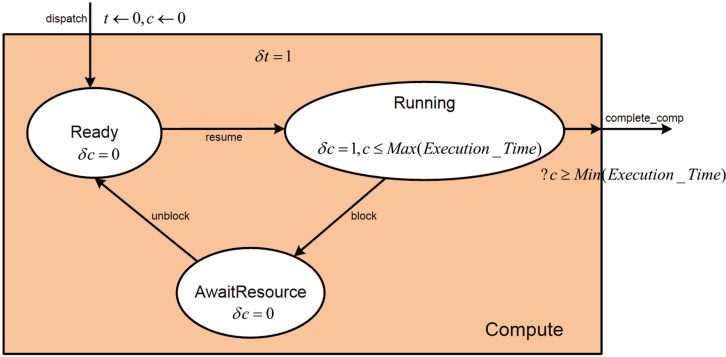 dispatch
t ← 0, c ← 0
δt = 1
Running
Ready
δc = 0
resume
δc = 1, c ≤ Max(Execution_Time)
complete_comp
? c ≥ Min(Execution_Time)
unblock
block
AwaitResource
δc = 0
Compute